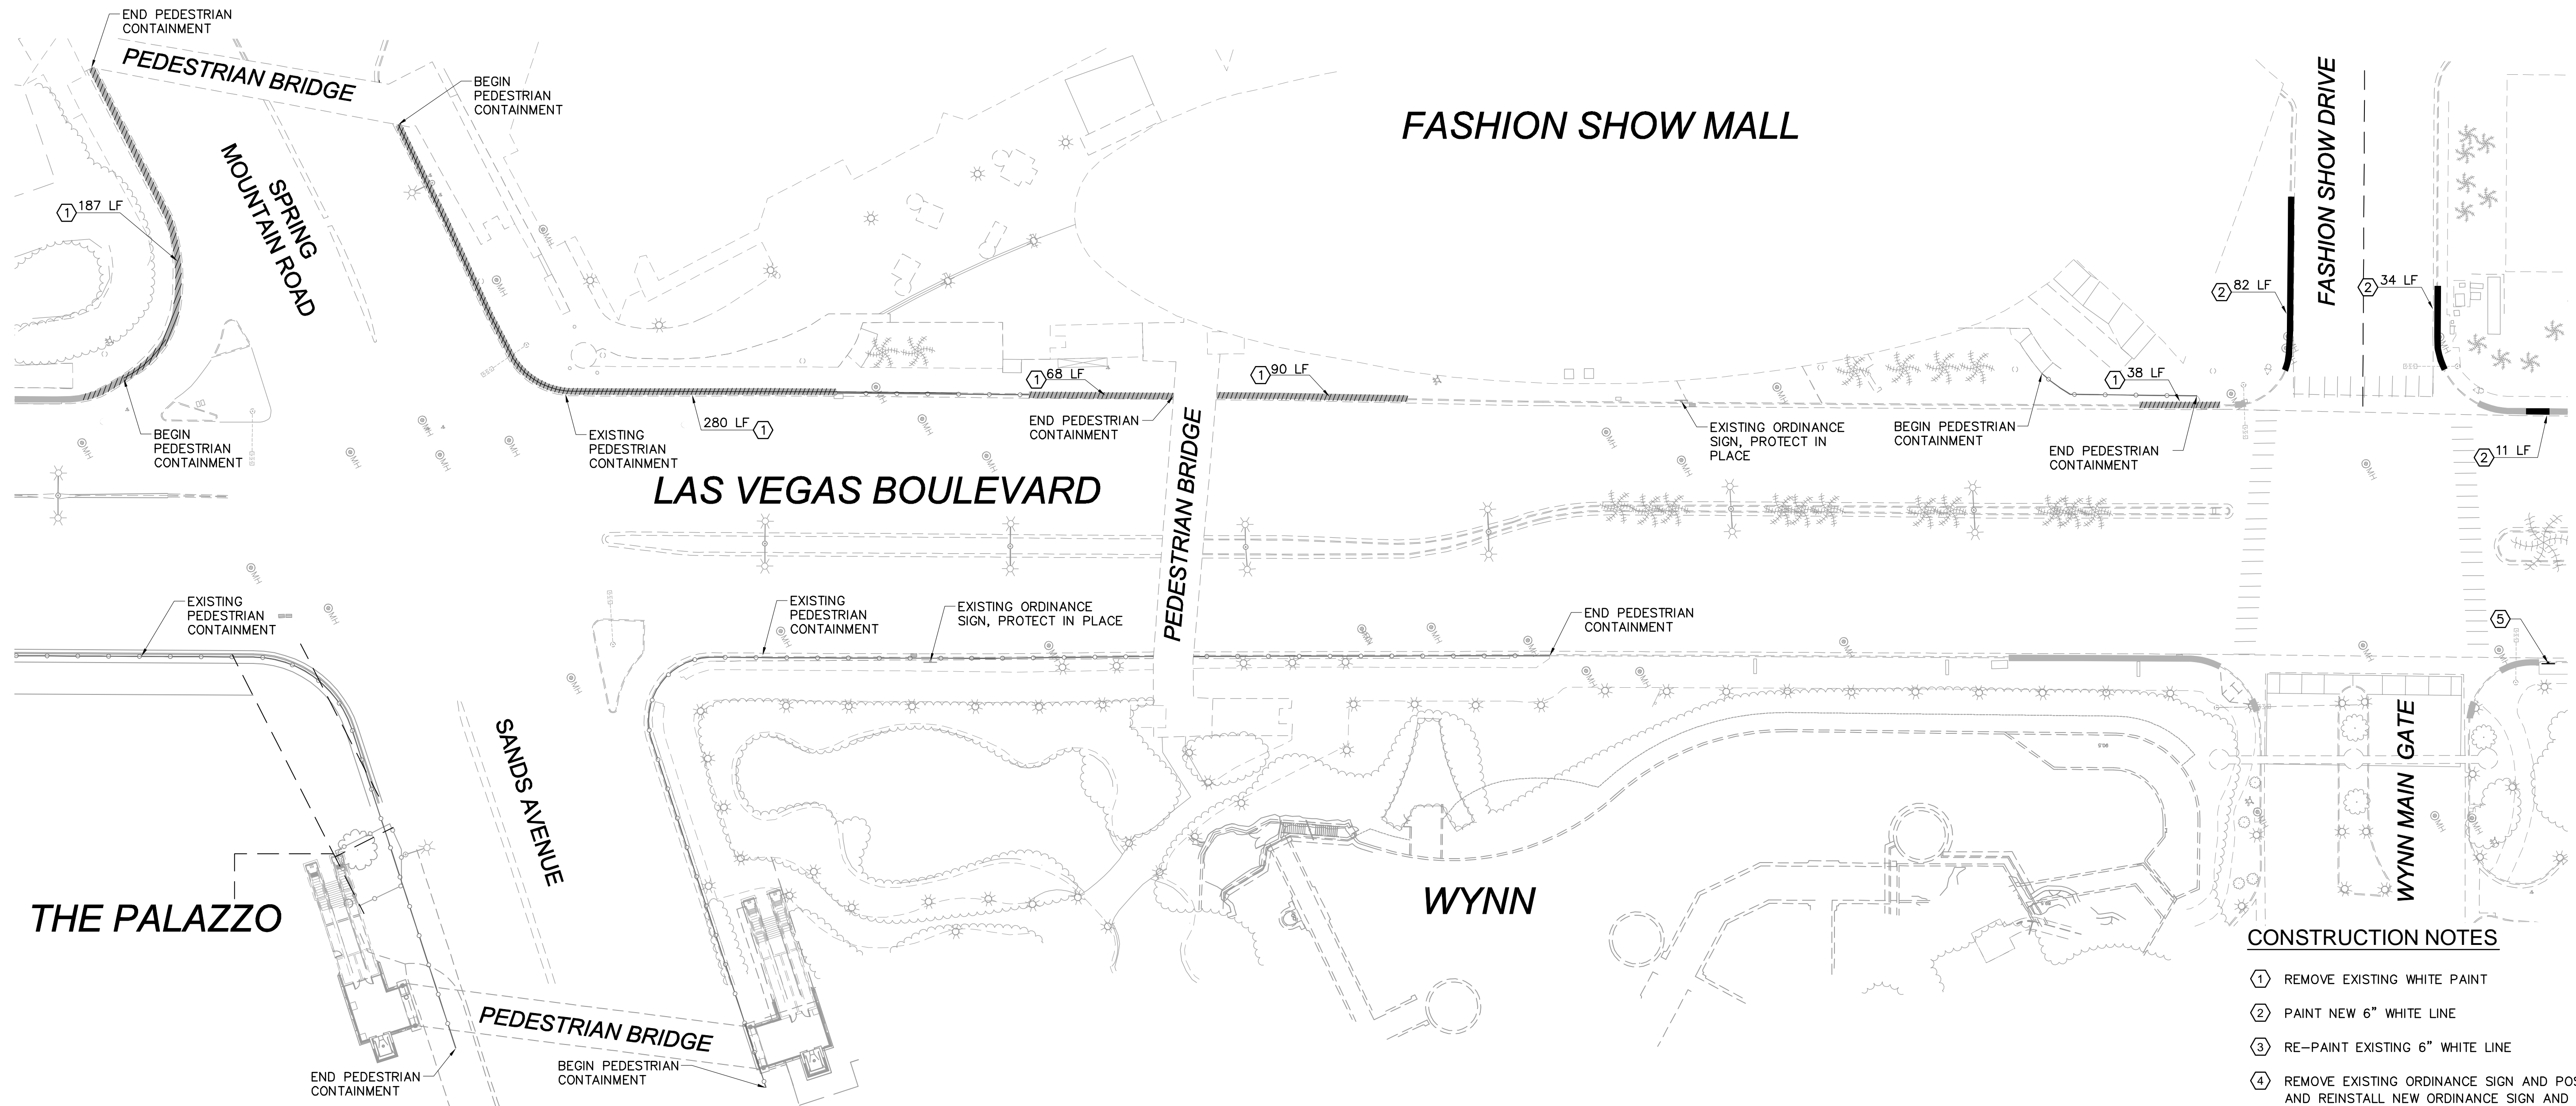 END PEDESTRIAN
CONTAINMENT
PEDESTRIAN BRIDGE
BEGIN
PEDESTRIAN
CONTAINMENT
SPRING
MOUNTAIN ROAD
1 187 LF
BEGIN
PEDESTRIAN
CONTAINMENT
EXISTING
PEDESTRIAN
CONTAINMENT
280 LF 1
1 68 LF
END PEDESTRIAN
CONTAINMENT
1 90 LF
FASHION SHOW MALL
EXISTING ORDINANCE
SIGN, PROTECT IN
PLACE
BEGIN PEDESTRIAN
CONTAINMENT
1 38 LF
END PEDESTRIAN
CONTAINMENT
FASHION SHOW DRIVE
2 82 LF
2 34 LF
2 11 LF
LAS VEGAS BOULEVARD
PEDESTRIAN BRIDGE
EXISTING
PEDESTRIAN
CONTAINMENT
EXISTING
PEDESTRIAN
CONTAINMENT
EXISTING ORDINANCE
SIGN, PROTECT IN PLACE
END PEDESTRIAN
CONTAINMENT
5
SANDS AVENUE
THE PALAZZO
WYNN
WYNN MAIN GATE
PEDESTRIAN BRIDGE
END PEDESTRIAN
CONTAINMENT
BEGIN PEDESTRIAN
CONTAINMENT
CONSTRUCTION NOTES
1 REMOVE EXISTING WHITE PAINT
2 PAINT NEW 6" WHITE LINE
3 RE-PAINT EXISTING 6" WHITE LINE
4 REMOVE EXISTING ORDINANCE SIGN AND
AND REINSTALL NEW ORDINANCE SIGN AND